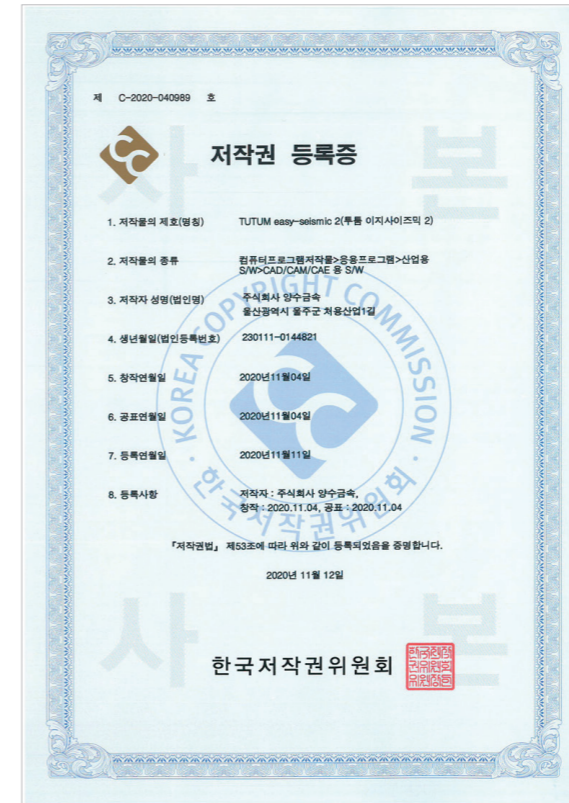 제 C-2020-040989 호
저작권 등록증
1. 저작물의 제호(명칭) TUTUM easy-seismic 2(투툼 이지사이즈믹 2)
2. 저작물의 종류 컴퓨터프로그램저작물>응용프로그램>산업용
S/W>CAD/CAM/CAE 용 S/W
3. 저작자 성명(법인명) 주식회사 양수금속
울산광역시 울주군 처용산업1길
4. 생년월일(법인등록번호) 230111-0144821
5. 창작연월일 2020년11월04일
6. 공표연월일 2020년11월04일
7. 등록연월일 2020년11월11일
8. 등록사항 저작자 : 주식회사 양수금속,
창작 : 2020.11.04, 공표 : 2020.11.04
『저작권법』 제53조에 따라 위와 같이 등록되었음을 증명합니다.
2020년 11월 12일
한국저작권위원회
사 본
사 본
KOREA COPYRIGHT COMMISSION
한국저작권위원회